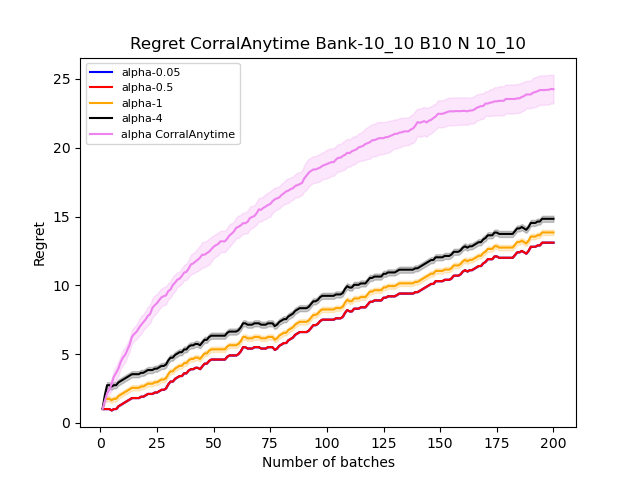 Regret CorralAnytime Bank-10_10 B10 N 10_10
alpha-0.05
alpha-0.5
alpha-1
alpha-4
alpha CorralAnytime
25
20
15
10
5
0
Regret
0 25 50 75 100 125 150 175 200
Number of batches